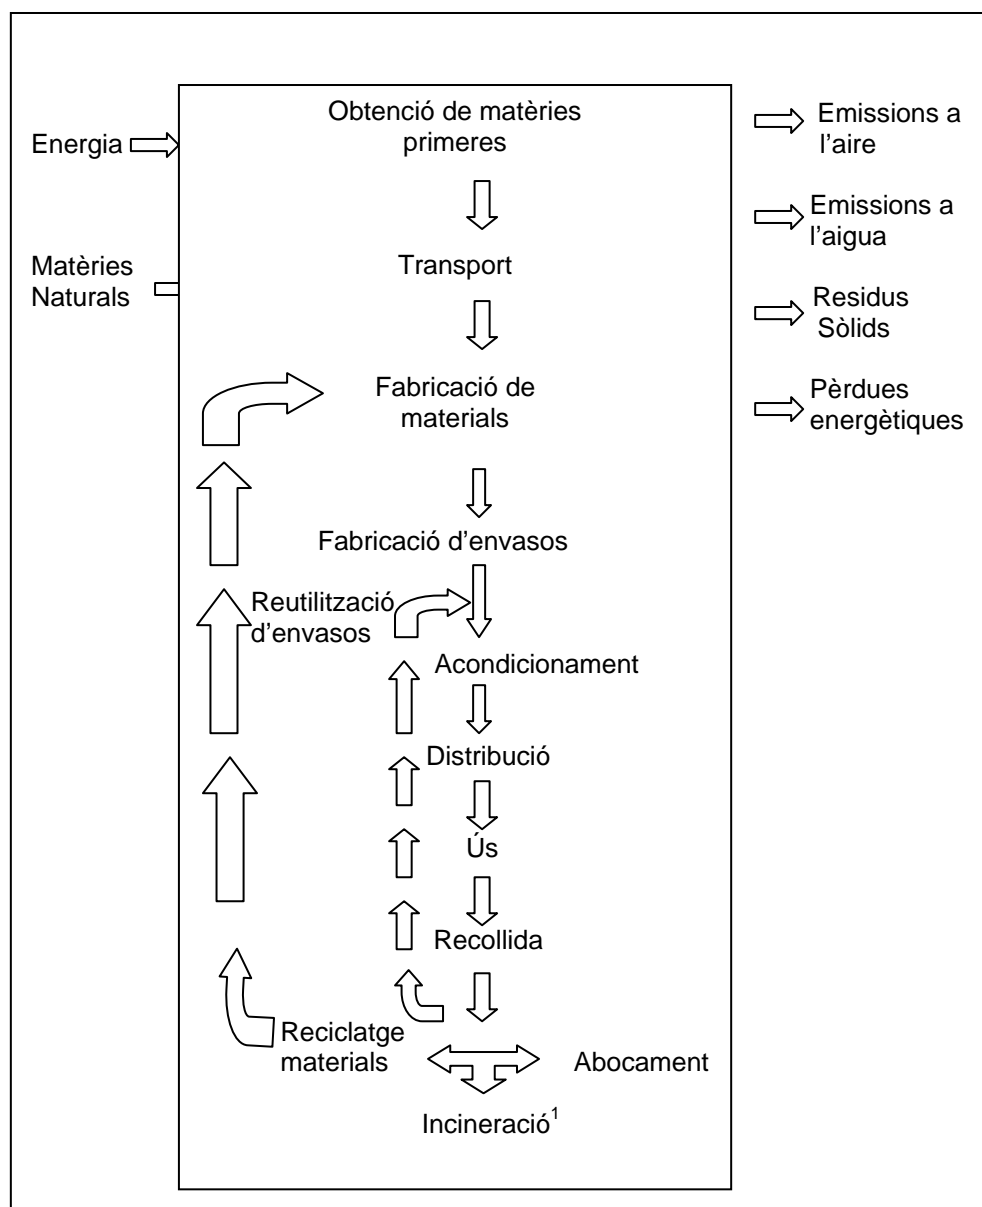 Obtenció de matèries
primeres
Energia
Emissions a
l’aire
Emissions a
l’aigua
Matèries
Naturals
Transport
Residus
Sòlids
Fabricació de
materials
Pèrdues
energètiques
Fabricació d’envasos
Reutilització
d’envasos
Acondicionament
Distribució
Ús
Recollida
Reciclatge
materials
Abocament
Incineració¹